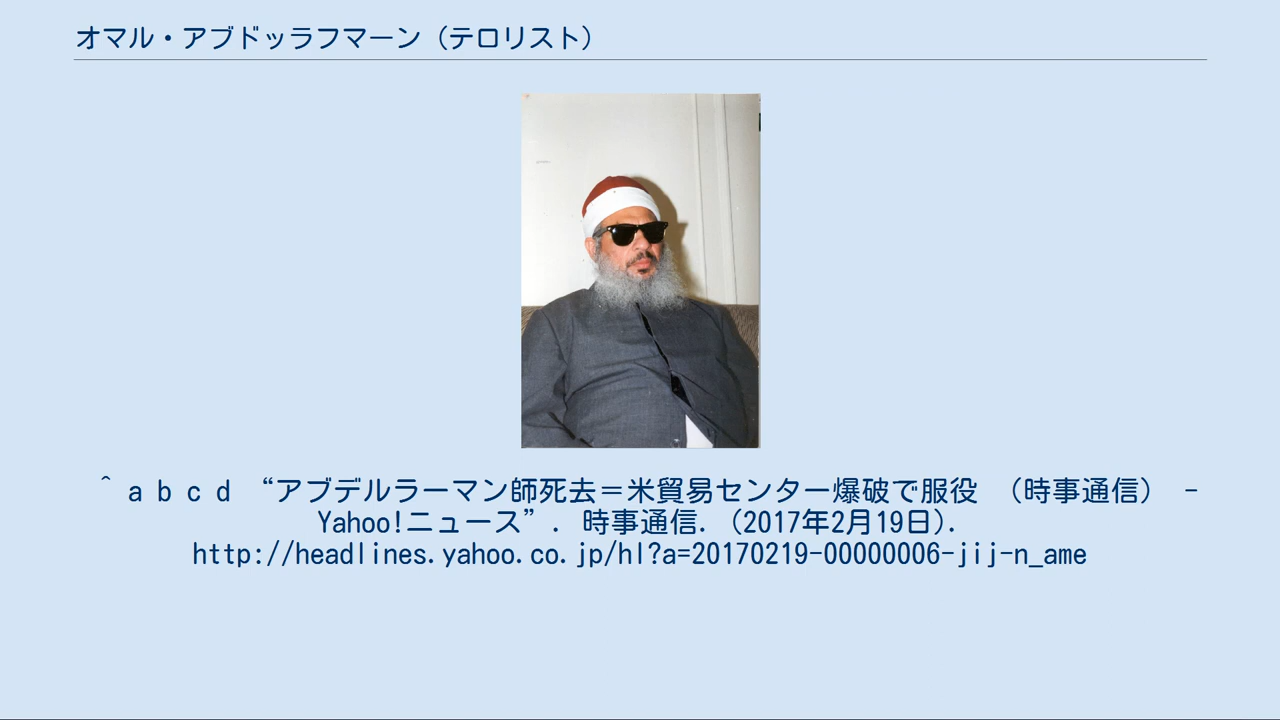 オマル・アブドッラフマーン（テロリスト）
^ a b c d “アブデルラーマン師死去＝米貿易センター爆破で服役 （時事通信） -
Yahoo!ニュース”. 時事通信. (2017年2月19日).
http://headlines.yahoo.co.jp/hl?a=20170219-00000006-jij-n_ame